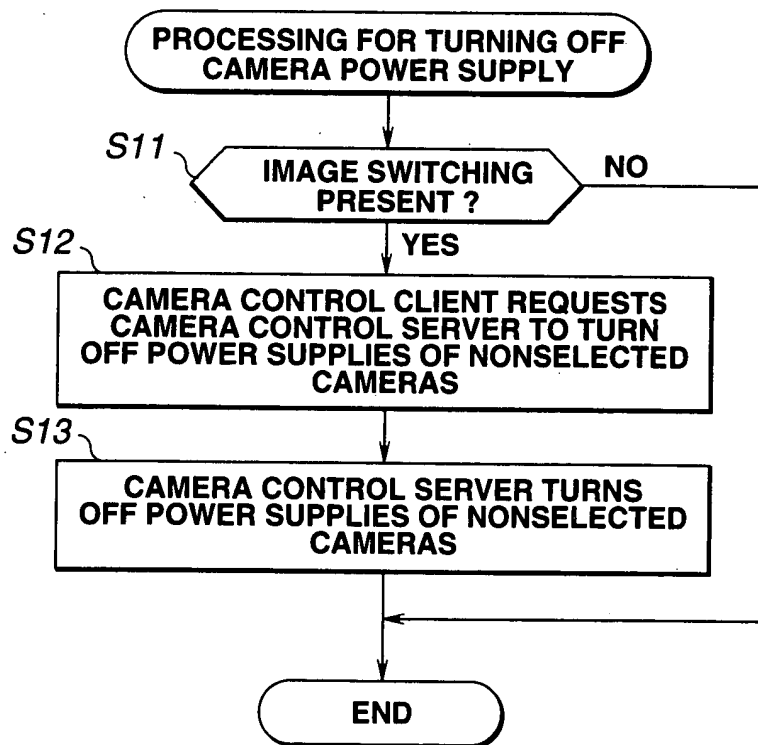 PROCESSING FOR TURNING OFF
CAMERA POWER SUPPLY
S11
IMAGE SWITCHING
PRESENT ?
NO
YES
S12
CAMERA CONTROL CLIENT REQUESTS
CAMERA CONTROL SERVER TO TURN
OFF POWER SUPPLIES OF NONSELECTED
CAMERAS
S13
CAMERA CONTROL SERVER TURNS
OFF POWER SUPPLIES OF NONSELECTED
CAMERAS
END